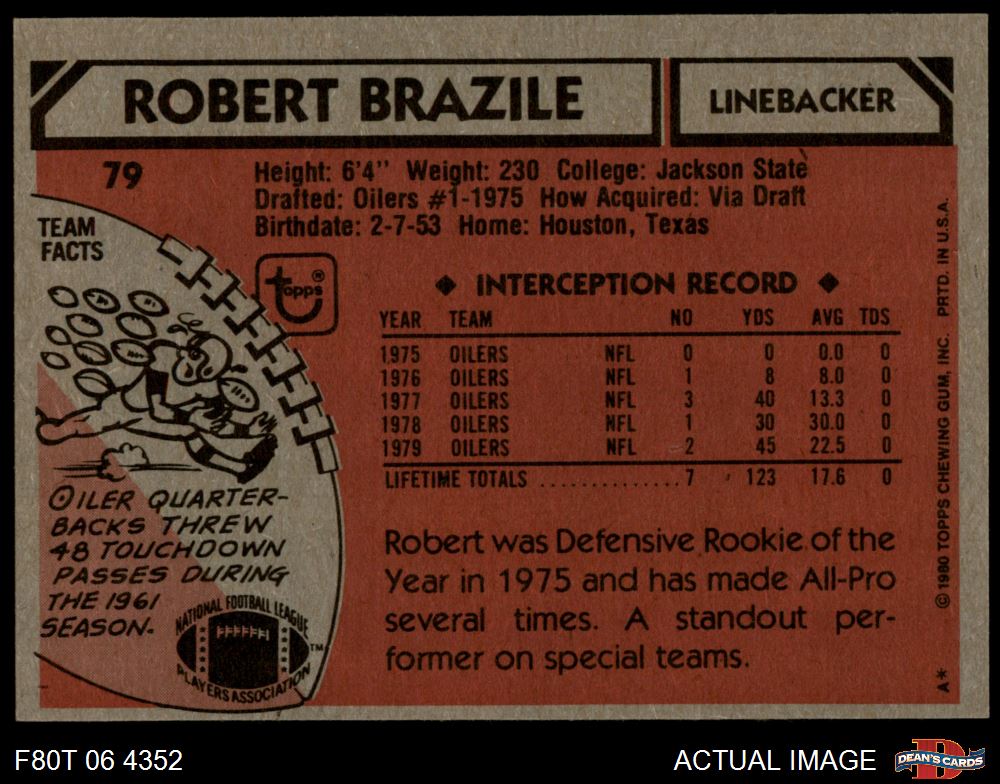 ROBERT BRAZILE
LINEBACKER
79
Height: 6'4" Weight: 230 College: Jackson State
Drafted: Oilers #1-1975 How Acquired: Via Draft
Birthdate: 2-7-53 Home: Houston, Texas
TEAM
FACTS
topps®
◆ INTERCEPTION RECORD ◆
YEAR TEAM NO YDS AVG TDS
1975 OILERS NFL 0 0 0.0 0
1976 OILERS NFL 1 8 8.0 0
1977 OILERS NFL 3 40 13.3 0
1978 OILERS NFL 1 30 30.0 0
1979 OILERS NFL 2 45 22.5 0
LIFETIME TOTALS ..............7 123 17.6 0
OILER QUARTER-
BACKS THREW
48 TOUCHDOWN
PASSES DURING
THE 1961
SEASON.
NATIONAL FOOTBALL LEAGUE
PLAYERS ASSOCIATION
TM
Robert was Defensive Rookie of the
Year in 1975 and has made All-Pro
several times. A standout per-
former on special teams.
A* © 1980 TOPPS CHEWING GUM, INC. PRTD. IN U.S.A.
F80T 06 4352
ACTUAL IMAGE
D
DEAN'S CARDS